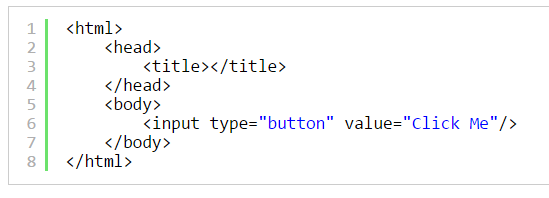 1 <html>
2     <head>
3         <title></title>
4     </head>
5     <body>
6         <input type="button" value="Click Me"/>
7     </body>
8 </html>